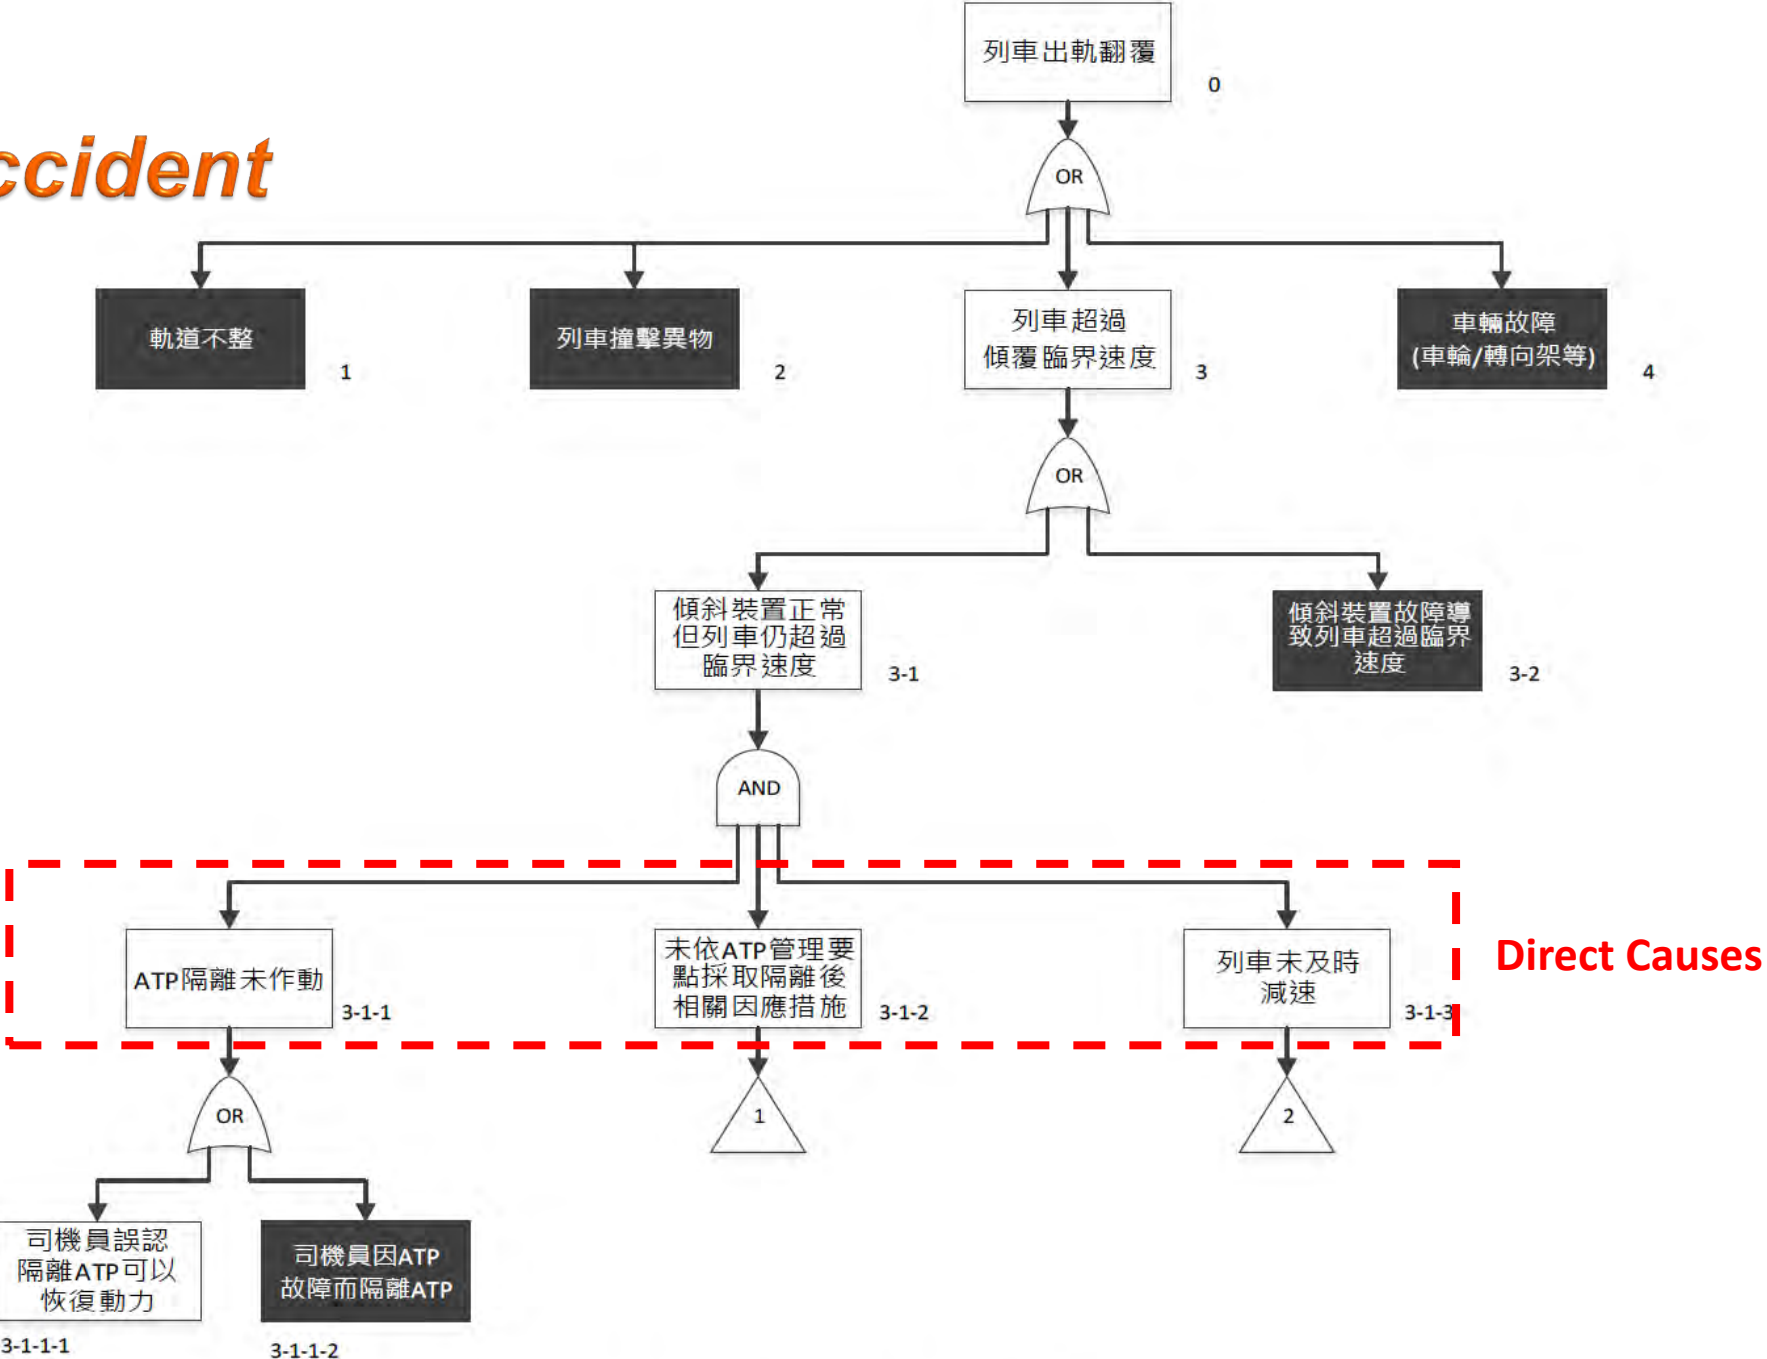 列車出軌翻覆
0
ccident
OR
軌道不整
1
列車撞擊異物
2
列車超過
傾覆臨界速度
3
車輛故障
(車輪/轉向架等)
4
OR
傾斜裝置正常
但列車仍超過
臨界速度
3-1
傾斜裝置故障導
致列車超過臨界
速度
3-2
AND
ATP隔離未作動
3-1-1
未依ATP管理要
點採取隔離後
相關因應措施
3-1-2
列車未及時
減速
3-1-3
Direct Causes
OR
1
2
司機員誤認
隔離ATP可以
恢復動力
3-1-1-1
司機員因ATP
故障而隔離ATP
3-1-1-2